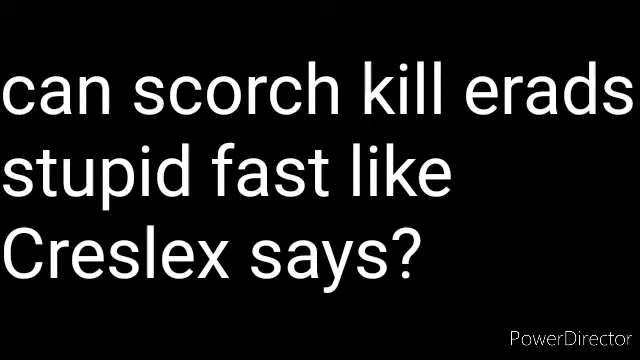 can scorch kill erads
stupid fast like
Creslex says?
PowerDirector